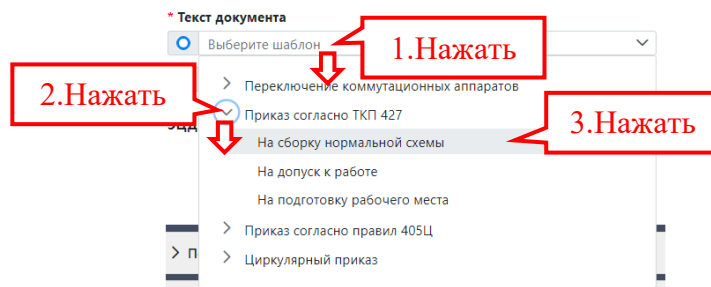 * Текст документа
Выберите шаблон
1.Нажать
Переключение коммутационных аппаратов
2.Нажать
Приказ согласно ТКП 427
3.Нажать
На сборку нормальной схемы
На допуск к работе
На подготовку рабочего места
Приказ согласно правил 405Ц
Циркулярный приказ